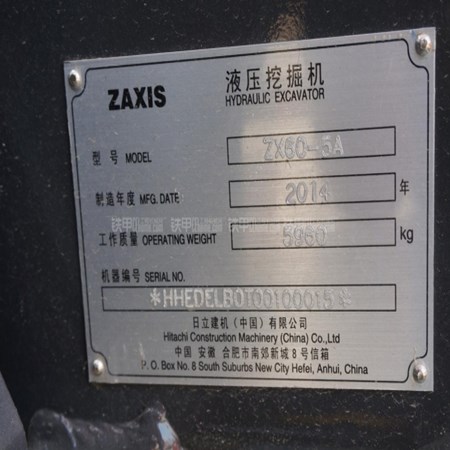 ZAXIS 液压挖掘机
HYDRAULIC EXCAVATOR
型号 MODEL ZX60-5A
制造年度 MFG. DATE 2014 年
工作质量 OPERATING WEIGHT 5960 kg
机器编号 SERIAL NO.
日立建机（中国）有限公司
Hitachi Construction Machinery (China) Co.,Ltd
中国 安徽 合肥市南郊新城8号信箱
P. O. Box No. 8 South Suburbs New City Hefei, Anhui, China